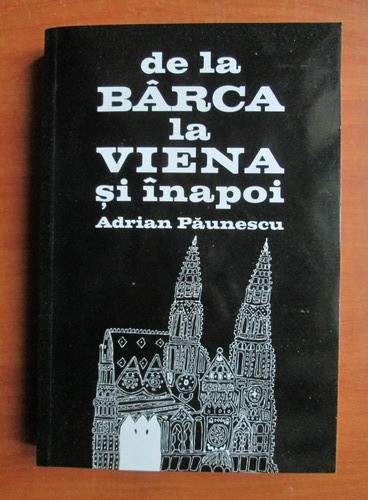 de la
BÂRCA
la
VIENA
și înapoi
Adrian Păunescu